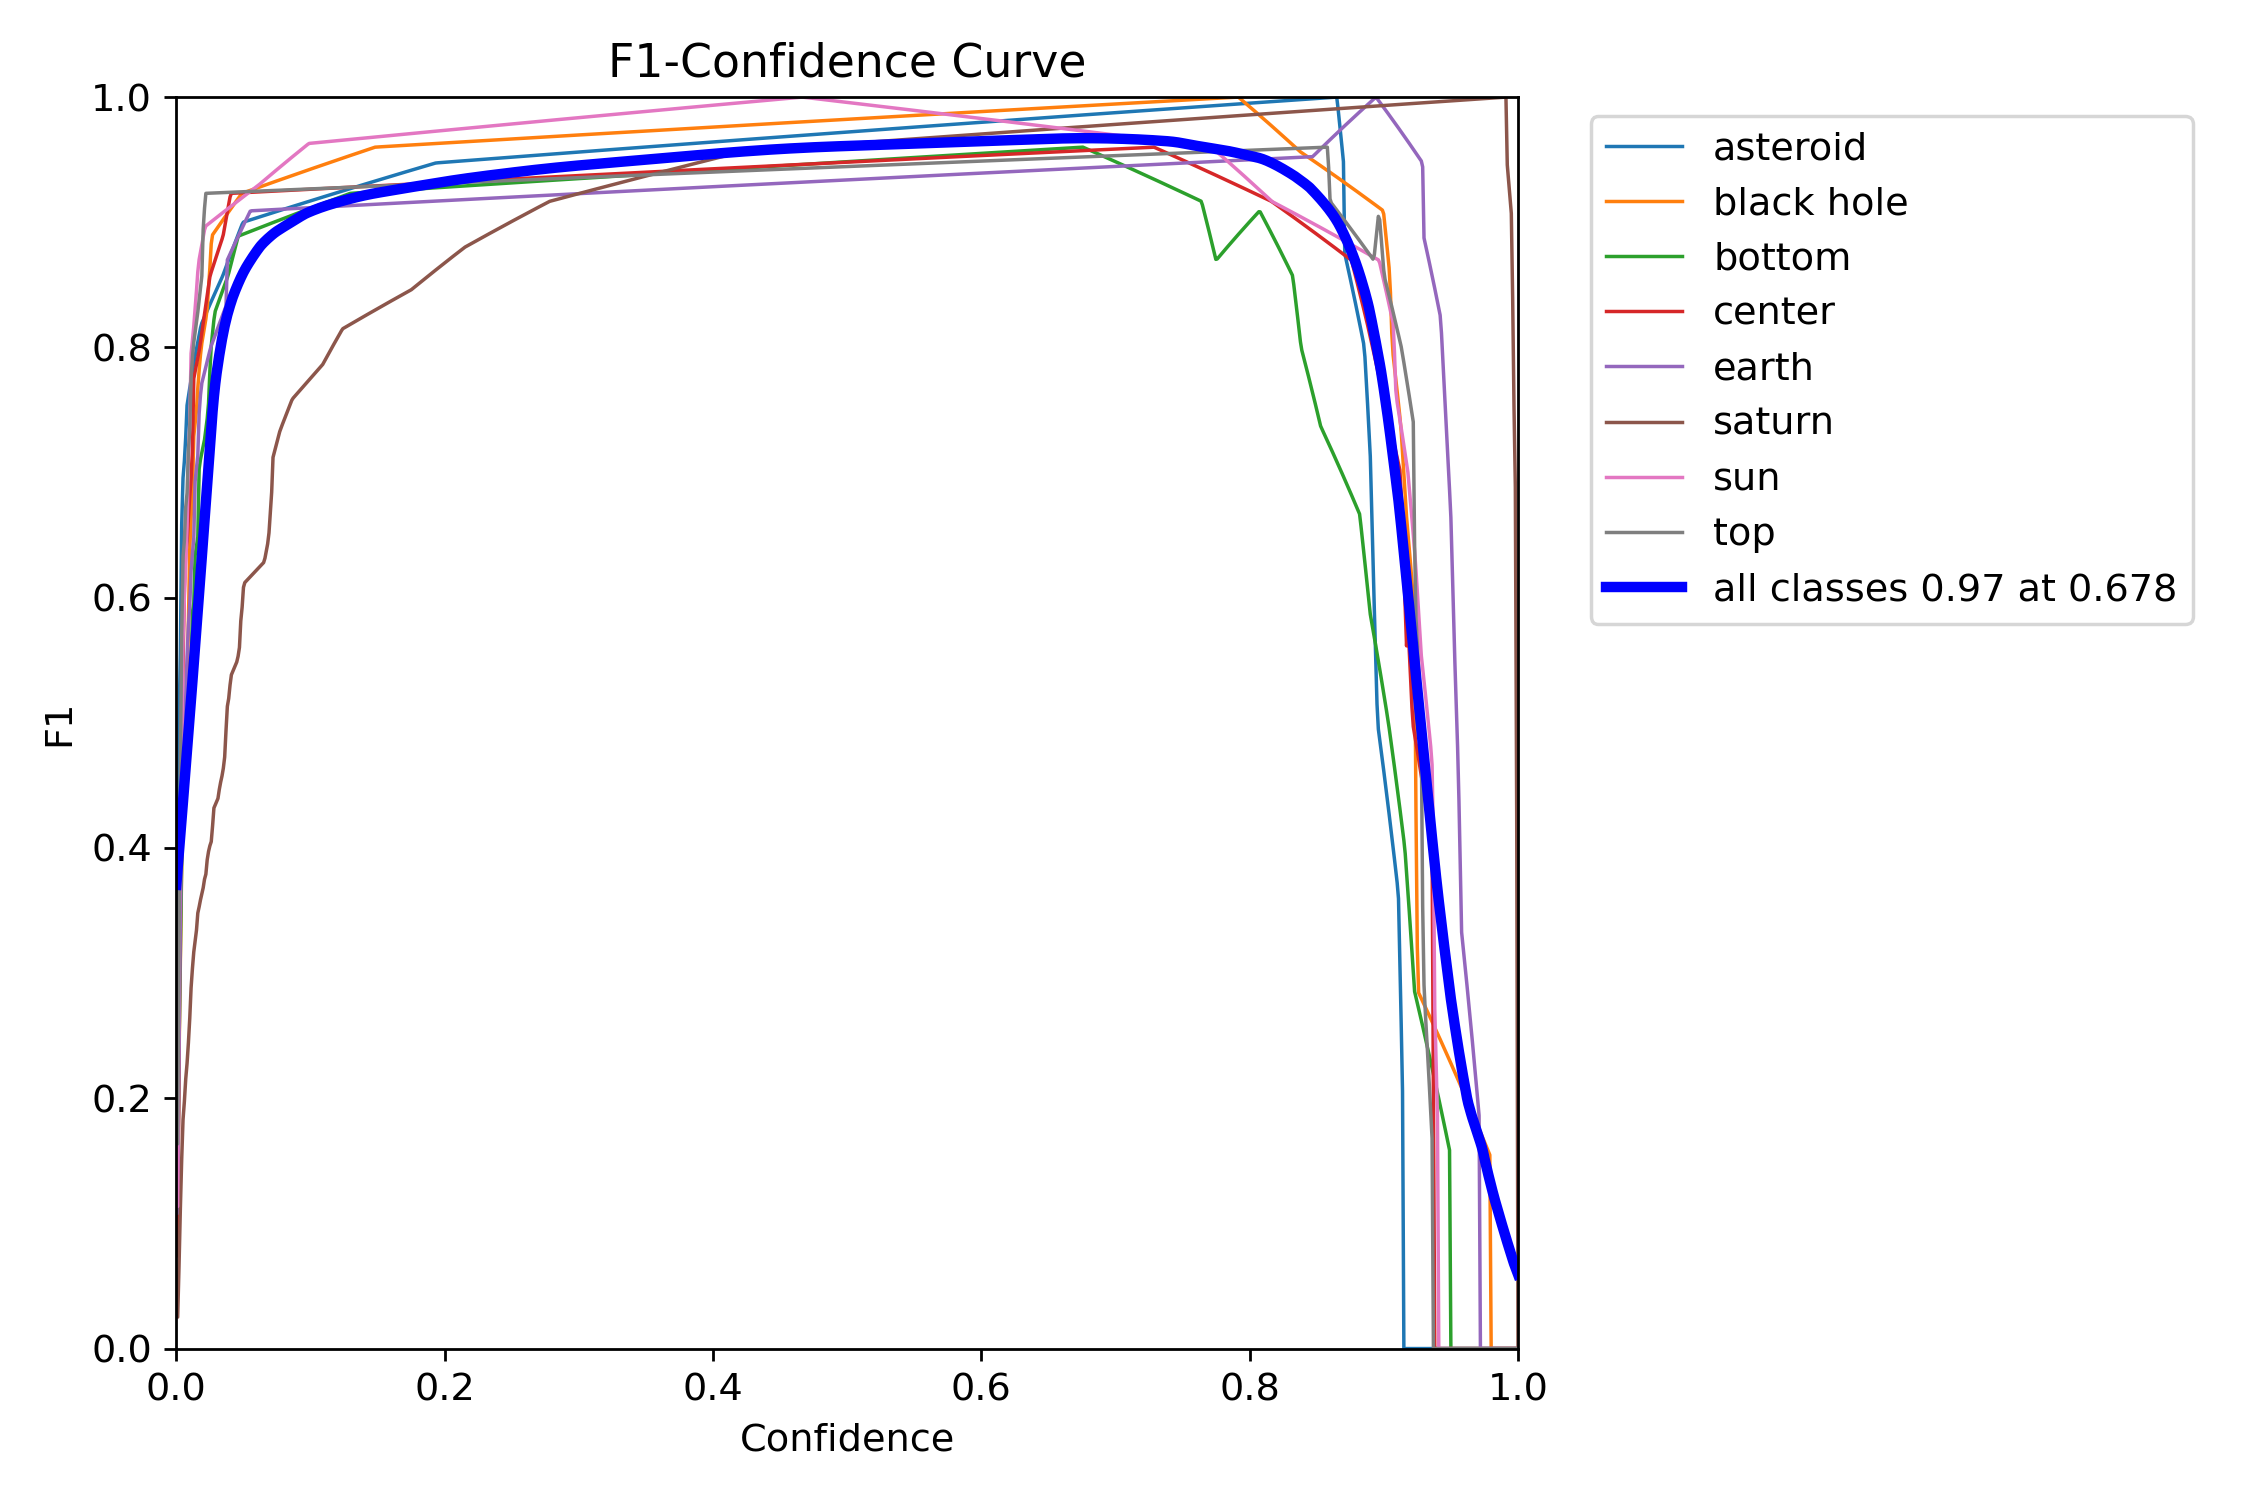 F1-Confidence Curve
1.0
0.8
0.6
0.4
0.2
0.0
F1
0.0 0.2 0.4 0.6 0.8 1.0
Confidence
asteroid
black hole
bottom
center
earth
saturn
sun
top
all classes 0.97 at 0.678